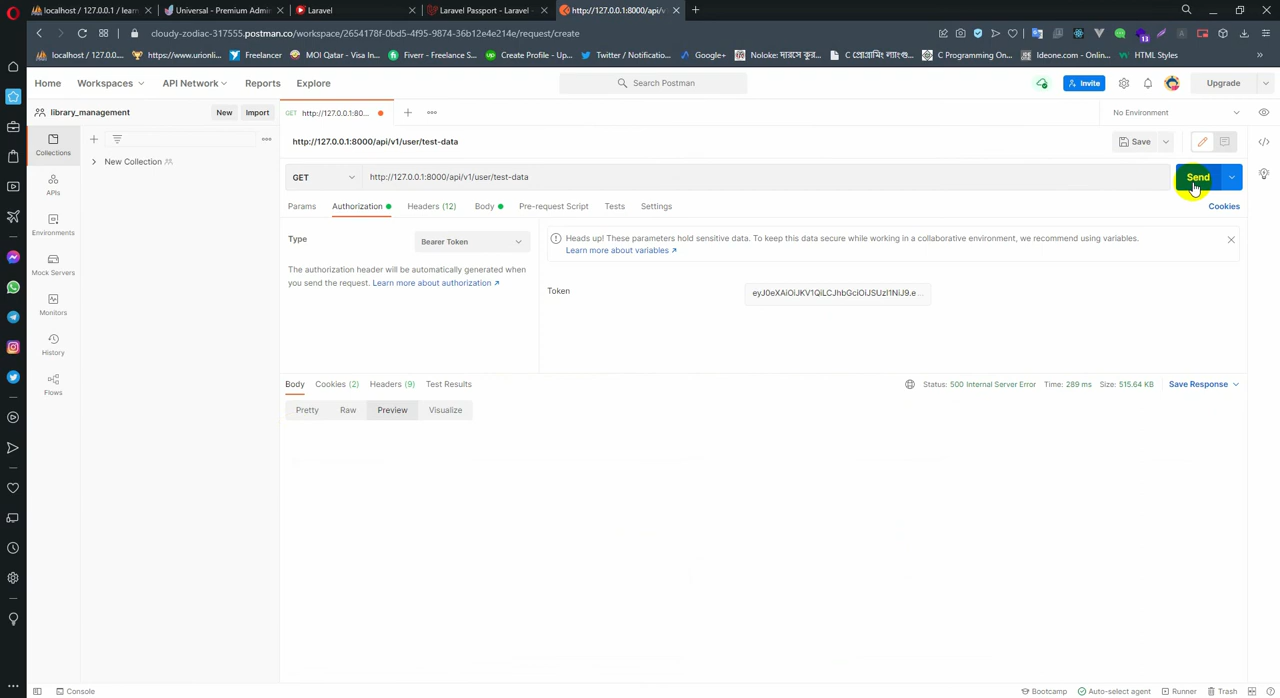 localhost / 127.0.0.1 / learn
Universal - Premium Admin
Laravel
Laravel Passport - Laravel -
http://127.0.0.1:8000/api/v
cloudy-zodiac-317555.postman.co/workspace/2654178f-0bd5-4f95-9874-36b12e4e214e/request/create
localhost / 127.0.0....
https://www.urionli...
Freelancer
MOI Qatar - Visa In...
Fiverr - Freelance S...
Create Profile - Up...
Twitter / Notificatio...
Google+
C Programming On...
Ideone.com - Onlin...
HTML Styles
Home
Workspaces
API Network
Reports
Explore
Search Postman
Invite
Upgrade
library_management
New
Import
GET http://127.0.0.1:80...
No Environment
Collections
New Collection
http://127.0.0.1:8000/api/v1/user/test-data
Save
GET
http://127.0.0.1:8000/api/v1/user/test-data
Send
Params
Authorization
Headers (12)
Body
Pre-request Script
Tests
Settings
Cookies
APIs
Environments
Mock Servers
Monitors
History
Flows
Type
Bearer Token
The authorization header will be automatically generated when
you send the request. Learn more about authorization ↗
Heads up! These parameters hold sensitive data. To keep this data secure while working in a collaborative environment, we recommend using variables.
Learn more about variables ↗
Token
eyJ0eXAiOiJKV1QiLCJhbGciOiJSUzI1NiJ9.e ...
Body
Cookies (2)
Headers (9)
Test Results
Status: 500 Internal Server Error
Time: 289 ms
Size: 515.64 KB
Save Response
Pretty
Raw
Preview
Visualize
Console
Bootcamp
Auto-select agent
Runner
Trash